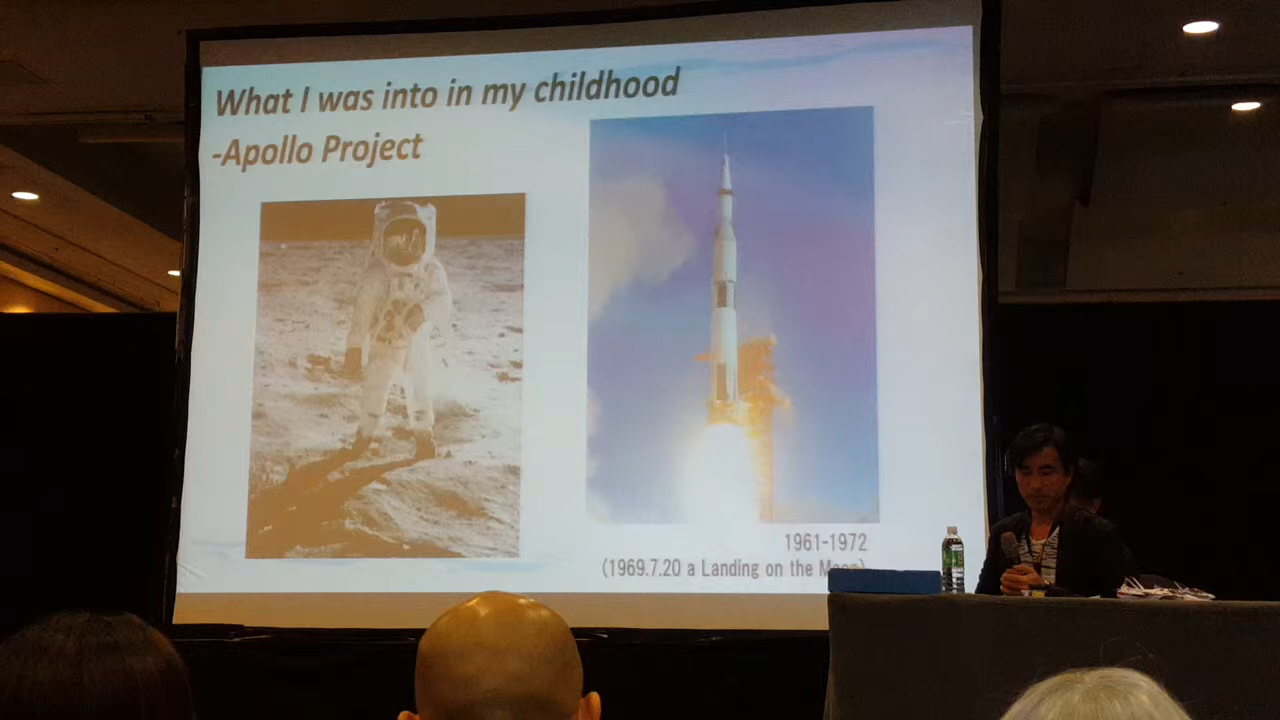 What I was into in my childhood
-Apollo Project
1961-1972
(1969.7.20 a Landing on the